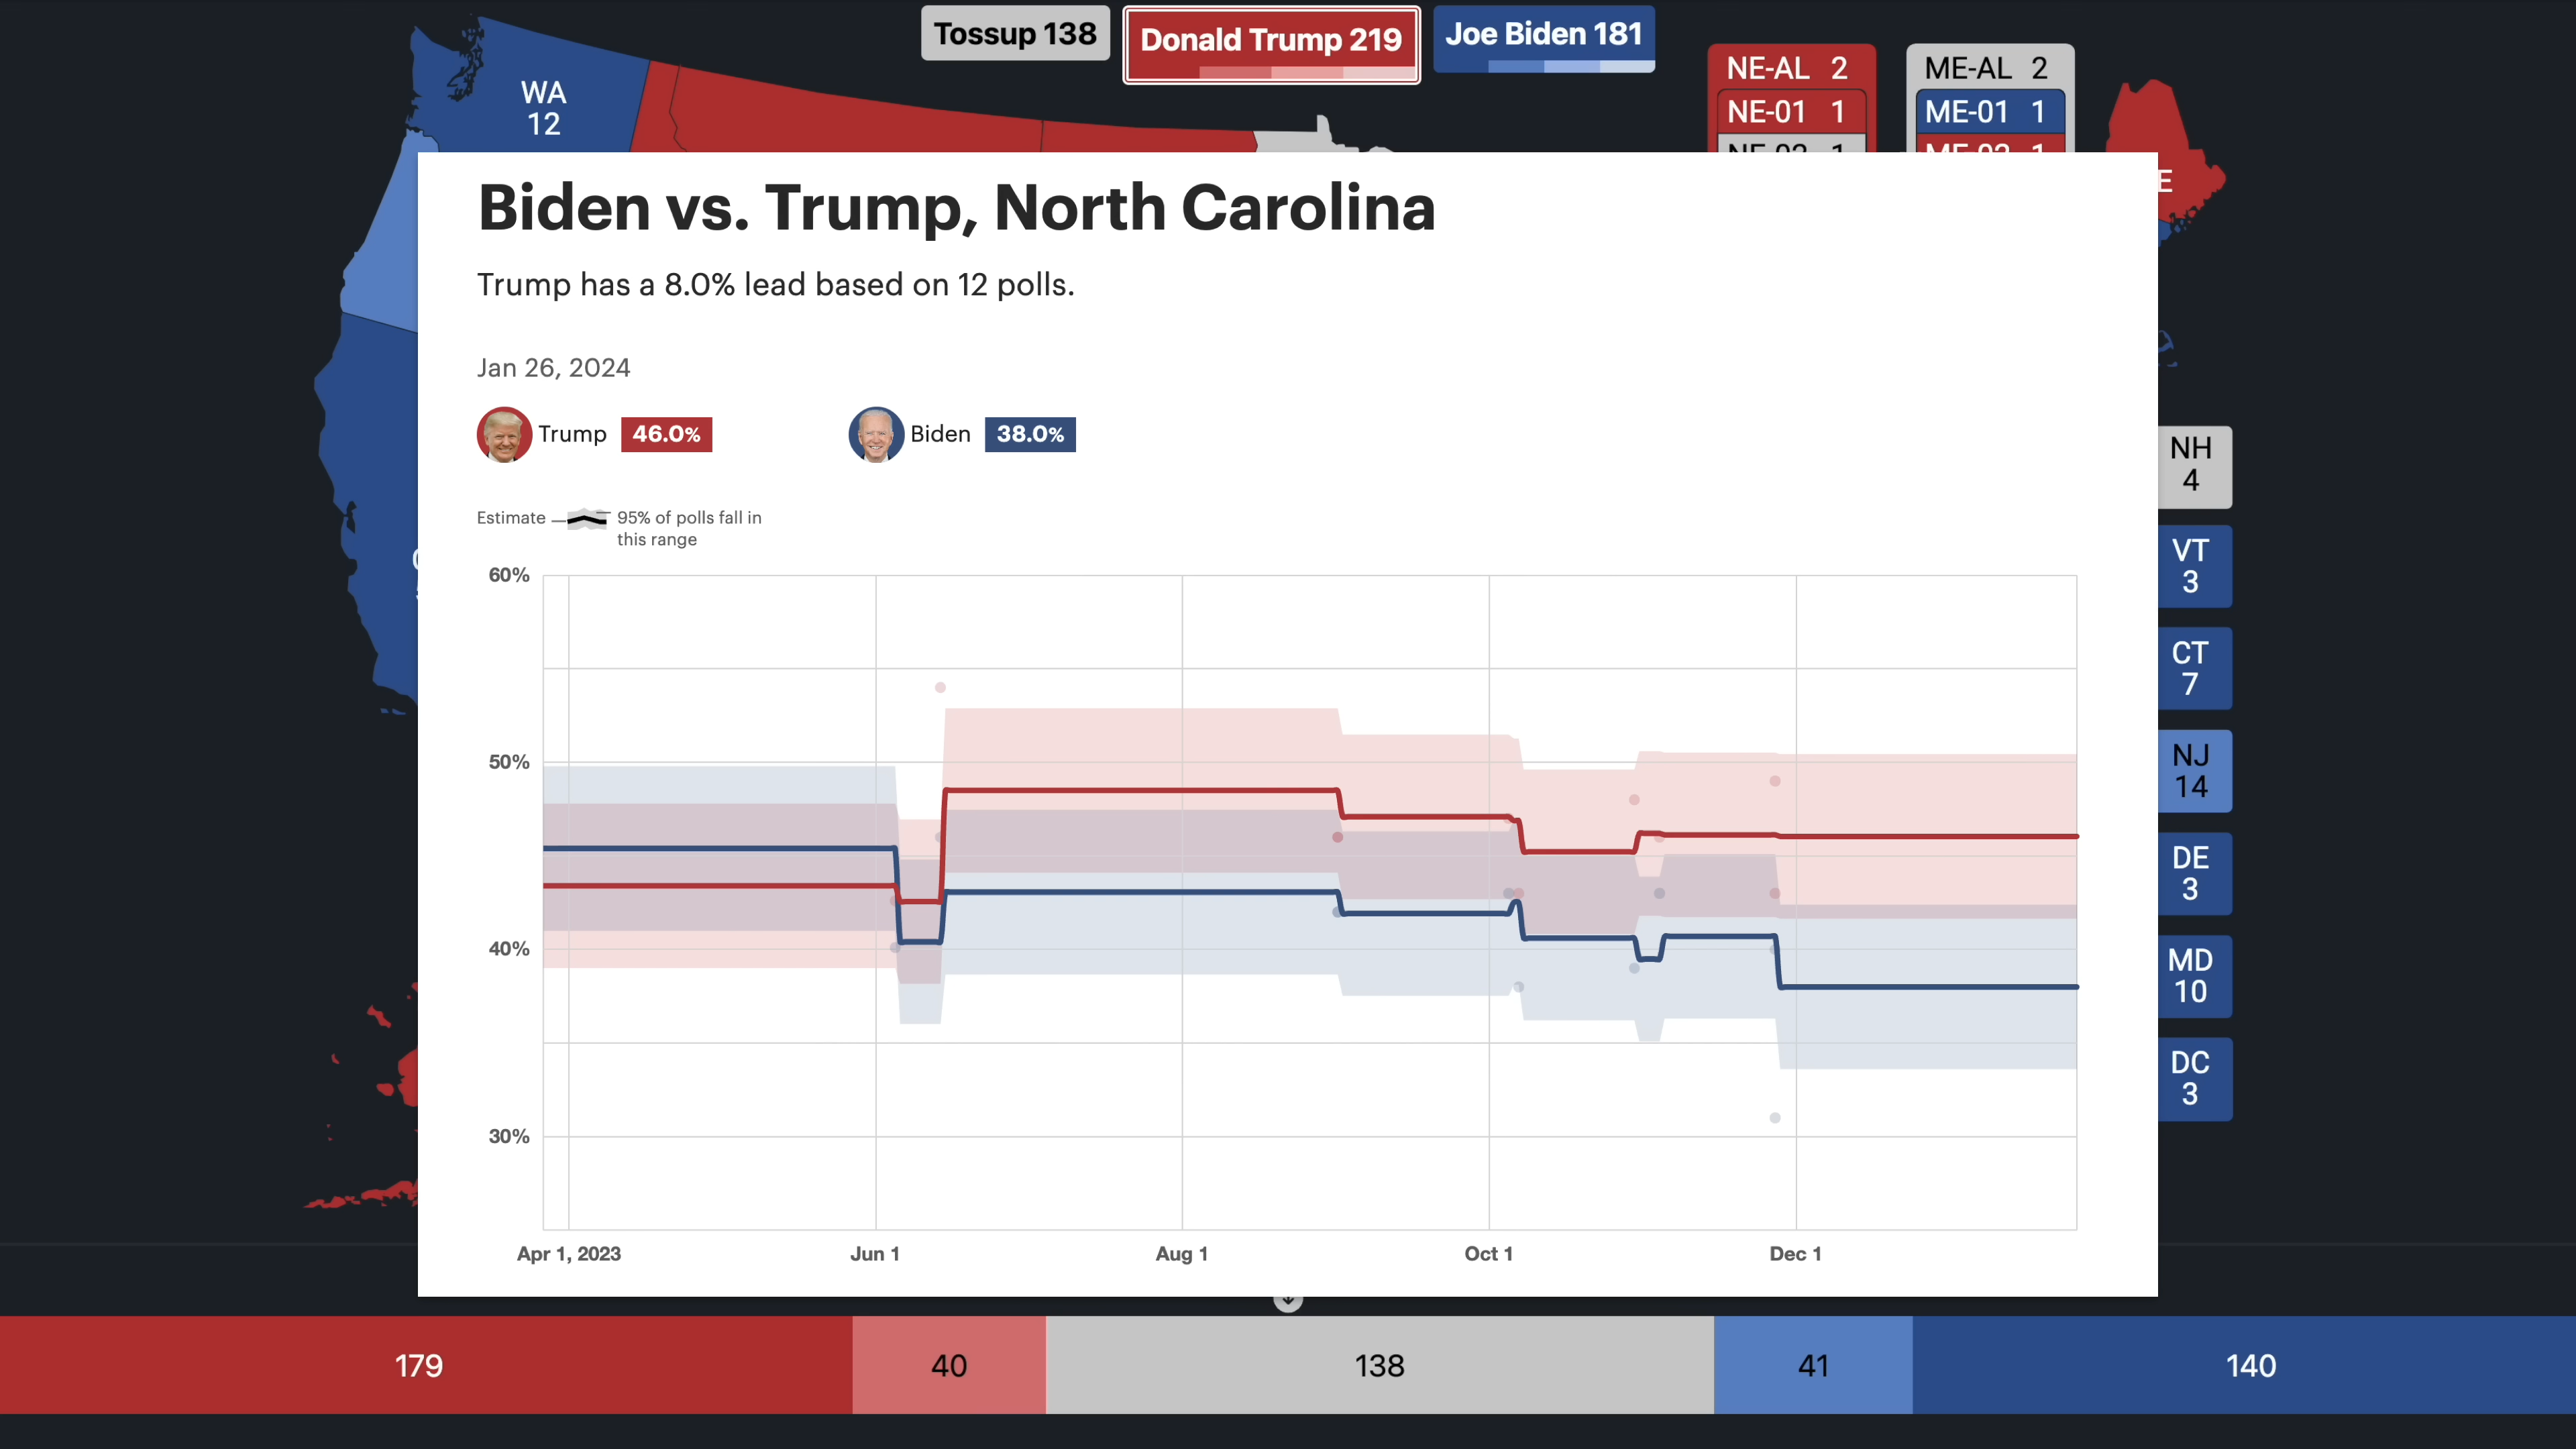 Tossup 138
Donald Trump 219
Joe Biden 181
NE-AL 2
NE-01 1
ME-AL 2
ME-01 1
WA
12
Biden vs. Trump, North Carolina
Trump has a 8.0% lead based on 12 polls.
Jan 26, 2024
Trump 46.0%
Biden 38.0%
Estimate
95% of polls fall in
this range
60%
50%
40%
30%
Apr 1, 2023
Jun 1
Aug 1
Oct 1
Dec 1
NH
4
VT
3
CT
7
NJ
14
DE
3
MD
10
DC
3
179
40
138
41
140